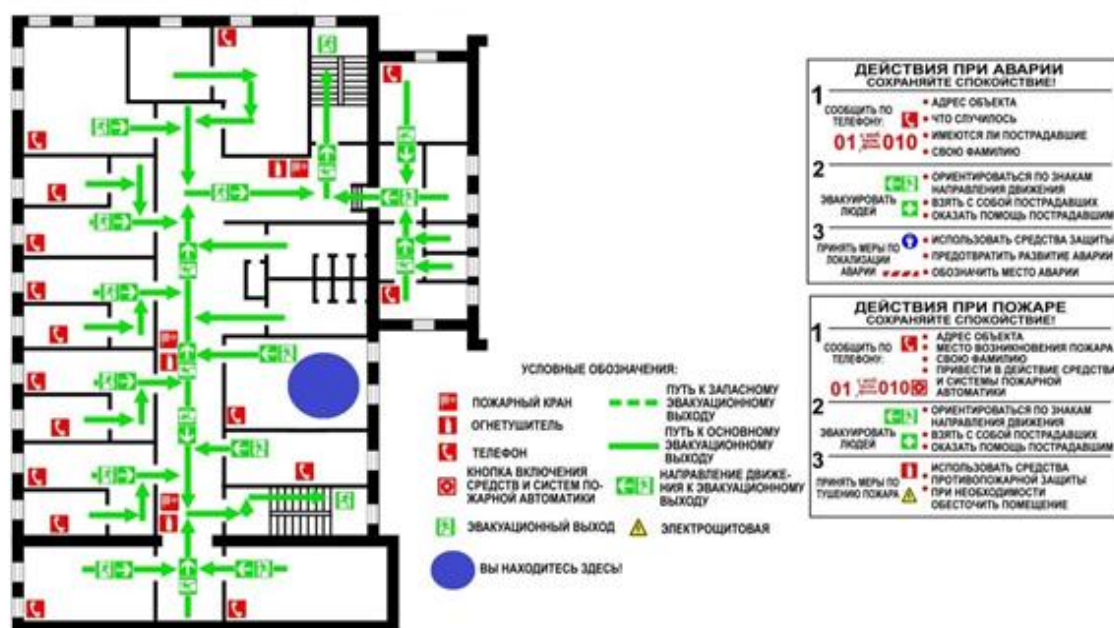 УСЛОВНЫЕ ОБОЗНАЧЕНИЯ:
ПОЖАРНЫЙ КРАН
ОГНЕТУШИТЕЛЬ
ТЕЛЕФОН
КНОПКА ВКЛЮЧЕНИЯ
СРЕДСТВ И СИСТЕМ ПО-
ЖАРНОЙ АВТОМАТИКИ
ЭВАКУАЦИОННЫЙ ВЫХОД
ПУТЬ К ЗАПАСНОМУ
ЭВАКУАЦИОННОМУ
ВЫХОДУ
ПУТЬ К ОСНОВНОМУ
ЭВАКУАЦИОННОМУ
ВЫХОДУ
НАПРАВЛЕНИЕ ДВИЖЕ-
НИЯ К ЭВАКУАЦИОННОМУ
ВЫХОДУ
ЭЛЕКТРОЩИТОВАЯ
ВЫ НАХОДИТЕСЬ ЗДЕСЬ!
ДЕЙСТВИЯ ПРИ АВАРИИ
СОХРАНЯЙТЕ СПОКОЙСТВИЕ!
1
СООБЩИТЬ ПО
ТЕЛЕФОНУ:
01 010
АДРЕС ОБЪЕКТА
ЧТО СЛУЧИЛОСЬ
ИМЕЮТСЯ ЛИ ПОСТРАДАВШИЕ
СВОЮ ФАМИЛИЮ
2
ЭВАКУИРОВАТЬ
ЛЮДЕЙ
ОРИЕНТИРОВАТЬСЯ ПО ЗНАКАМ
НАПРАВЛЕНИЯ ДВИЖЕНИЯ
ВЗЯТЬ С СОБОЙ ПОСТРАДАВШИХ
ОКАЗАТЬ ПОМОЩЬ ПОСТРАДАВШИМ
3
ПРИНЯТЬ МЕРЫ ПО
ЛОКАЛИЗАЦИИ
АВАРИИ
ИСПОЛЬЗОВАТЬ СРЕДСТВА ЗАЩИТЫ
ПРЕДОТВРАТИТЬ РАЗВИТИЕ АВАРИИ
ОБОЗНАЧИТЬ МЕСТО АВАРИИ
ДЕЙСТВИЯ ПРИ ПОЖАРЕ
СОХРАНЯЙТЕ СПОКОЙСТВИЕ!
1
СООБЩИТЬ ПО
ТЕЛЕФОНУ:
01 010
АДРЕС ОБЪЕКТА
МЕСТО ВОЗНИКНОВЕНИЯ ПОЖАРА
СВОЮ ФАМИЛИЮ
ПРИВЕСТИ В ДЕЙСТВИЕ СРЕДСТВА
И СИСТЕМЫ ПОЖАРНОЙ
АВТОМАТИКИ
2
ЭВАКУИРОВАТЬ
ЛЮДЕЙ
ОРИЕНТИРОВАТЬСЯ ПО ЗНАКАМ
НАПРАВЛЕНИЯ ДВИЖЕНИЯ
ВЗЯТЬ С СОБОЙ ПОСТРАДАВШИХ
ОКАЗАТЬ ПОМОЩЬ ПОСТРАДАВШИМ
3
ПРИНЯТЬ МЕРЫ ПО
ТУШЕНИЮ ПОЖАРА
ИСПОЛЬЗОВАТЬ СРЕДСТВА
ПРОТИВОПОЖАРНОЙ ЗАЩИТЫ
ПРИ НЕОБХОДИМОСТИ
ОБЕСТОЧИТЬ ПОМЕЩЕНИЕ